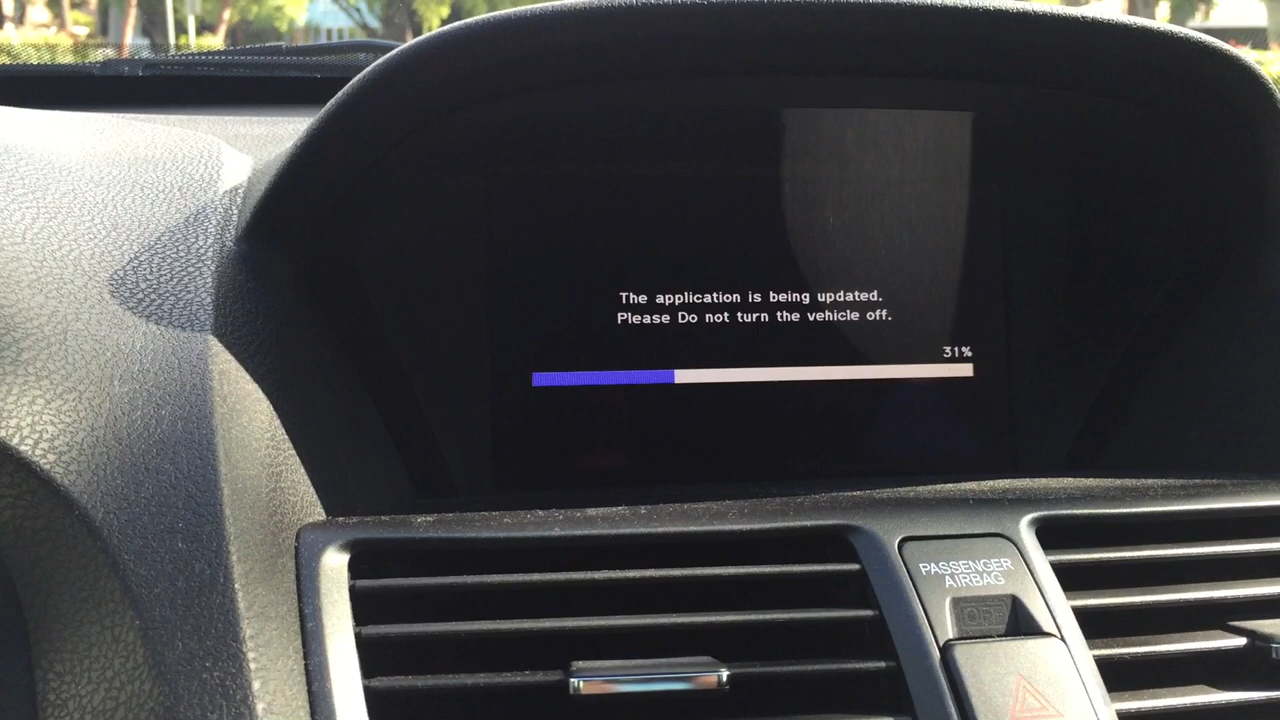 The application is being updated.
Please Do not turn the vehicle off.
31%
PASSENGER
AIRBAG
OFF